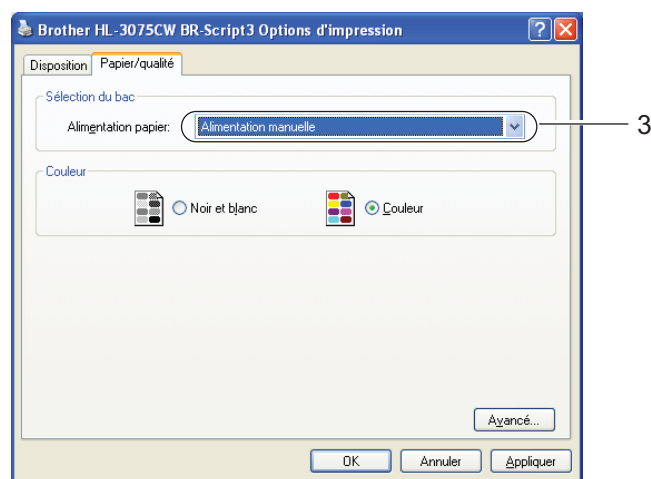 Brother HL-3075CW BR-Script3 Options d'impression
Disposition Papier/qualité
Sélection du bac
Alimentation papier: Alimentation manuelle 3
Couleur
Noir et blanc Couleur
Avancé...
OK Annuler Appliquer